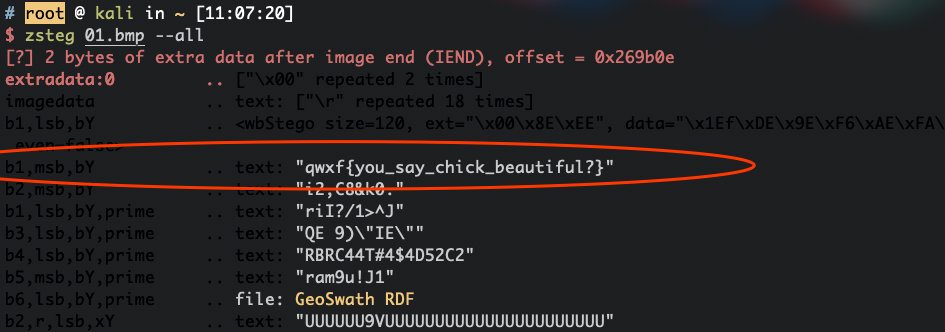 # root @ kali in ~ [11:07:20]
$ zsteg 01.bmp --all
[?] 2 bytes of extra data after image end (IEND), offset = 0x269b0e
extradata:0 .. ["\x00" repeated 2 times]
imagedata .. text: ["\r" repeated 18 times]
b1,lsb,bY .. <wbStego size=120, ext="\x00\x8E\xEE", data="\x1Ef\xDE\x9E\xF6\xAE\xFA\
even=false>
b1,msb,bY .. text: "qwxf{you_say_chick_beautiful?}"
b2,msb,bY .. text: "i2,C8&k0."
b1,lsb,bY,prime .. text: "riI?/1>^J"
b3,lsb,bY,prime .. text: "QE 9)\"IE\""
b4,lsb,bY,prime .. text: "RBRC44T#4$4D52C2"
b5,lsb,bY,prime .. text: "ram9u!J1"
b6,lsb,bY,prime .. file: GeoSwath RDF
b2,r,lsb,xY .. text: "UUUUUU9VUUUUUUUUUUUUUUUUUUUUUU"